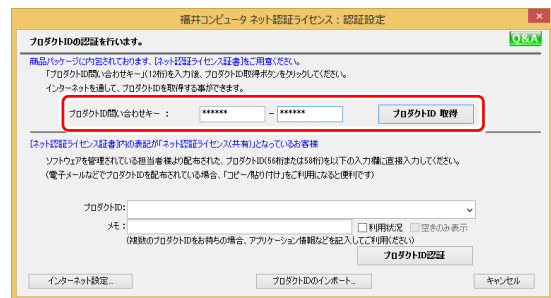 福井コンピュータ ネット認証ライセンス：認証設定
×
プロダクトIDの認証を行います。
Q&A
商品パッケージに内容されております、[ネット認証ライセンス証書]をご用意ください。
「プロダクトID問い合わせキー」(12桁)を入力後、プロダクトID取得ボタンをクリックしてください。
インターネットを通して、プロダクトIDを取得する事ができます。
プロダクトID問い合わせキー：
****** - ******
プロダクトID 取得
[ネット認証ライセンス証書]内の表記が「ネット認証ライセンス(共有)」となっているお客様
ソフトウェアを管理されている担当者様より配布された、プロダクトID(56桁または58桁)を以下の入力欄に直接入力してください。
(電子メールなどでプロダクトIDを配布されている場合、「コピー/貼り付け」をご利用になると便利です)
プロダクトID:
メモ：
利用状況
空きのみ表示
(複数のプロダクトIDをお持ちの場合、アプリケーション情報などを記入してご利用ください)
プロダクトID認証
インターネット設定...
プロダクトIDのインポート...
キャンセル